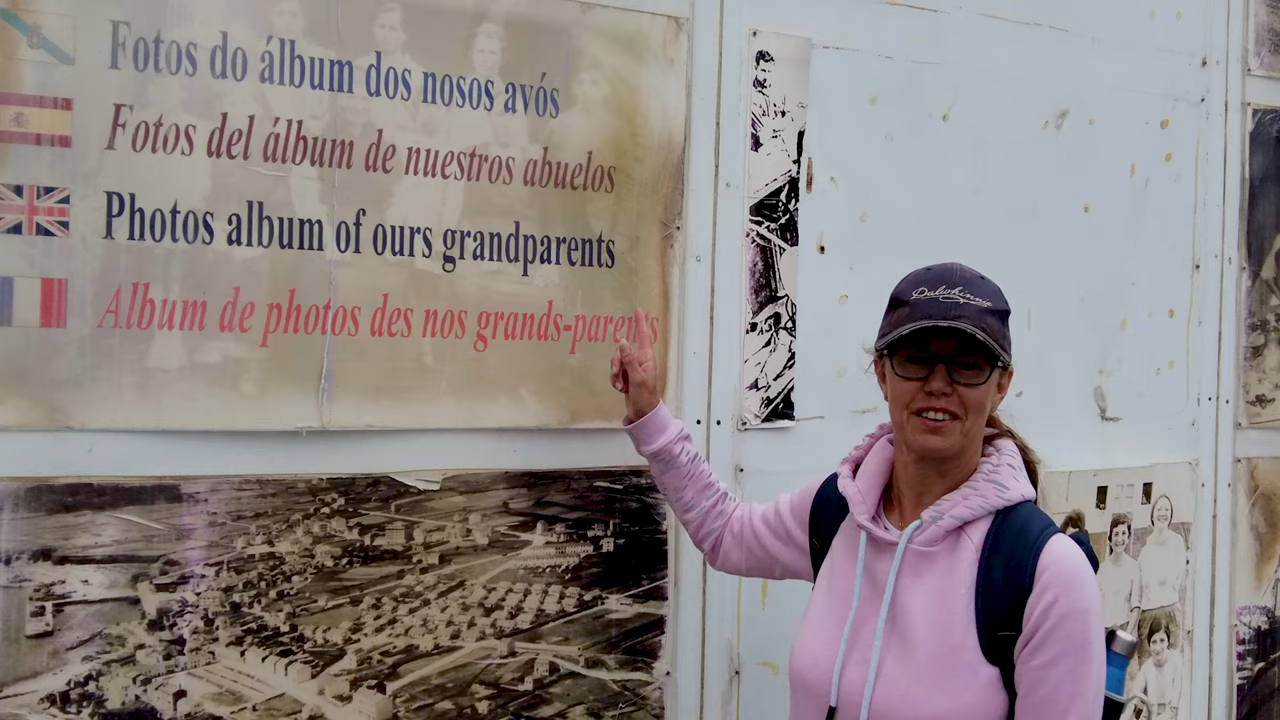 Fotos do álbum dos nosos avós
Fotos del álbum de nuestros abuelos
Photos album of ours grandparents
Album de photos des nos grands-parents
Dalwhinnie